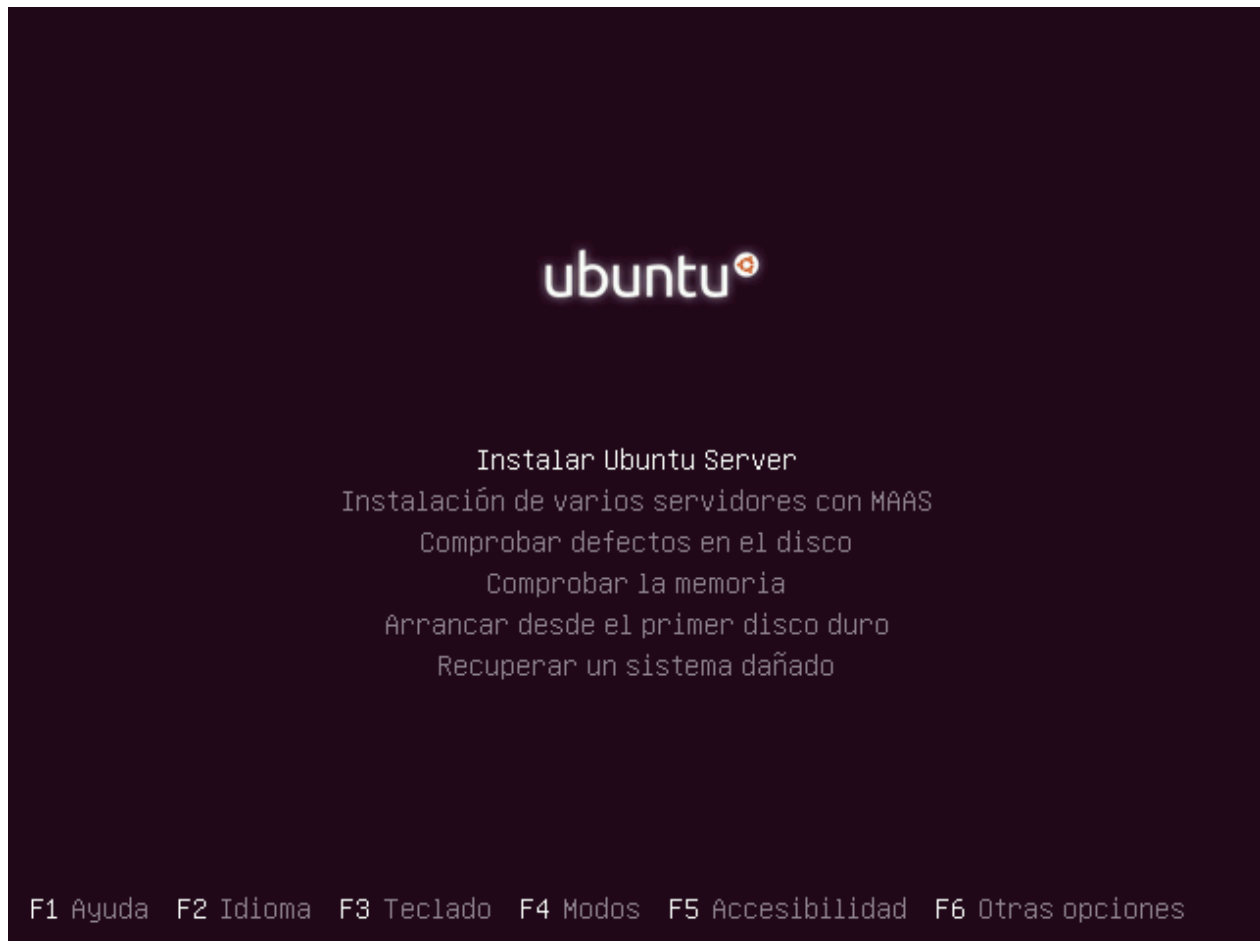 ubuntu
Instalar Ubuntu Server
Instalación de varios servidores con MAAS
Comprobar defectos en el disco
Comprobar la memoria
Arrancar desde el primer disco duro
Recuperar un sistema dañado
F1 Ayuda F2 Idioma F3 Teclado F4 Modos F5 Accesibilidad F6 Otras opciones